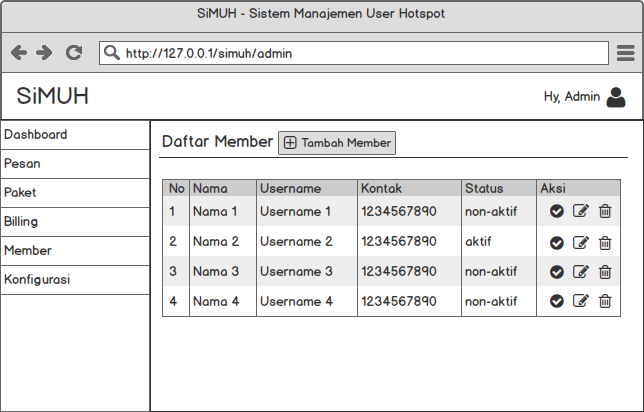 SiMUH - Sistem Manajemen User Hotspot
http://127.0.0.1/simuh/admin
SiMUH
Hy, Admin
Dashboard
Pesan
Paket
Billing
Member
Konfigurasi
Daftar Member
Tambah Member
No Nama Username Kontak Status Aksi
1 Nama 1 Username 1 1234567890 non-aktif
2 Nama 2 Username 2 1234567890 aktif
3 Nama 3 Username 3 1234567890 non-aktif
4 Nama 4 Username 4 1234567890 non-aktif